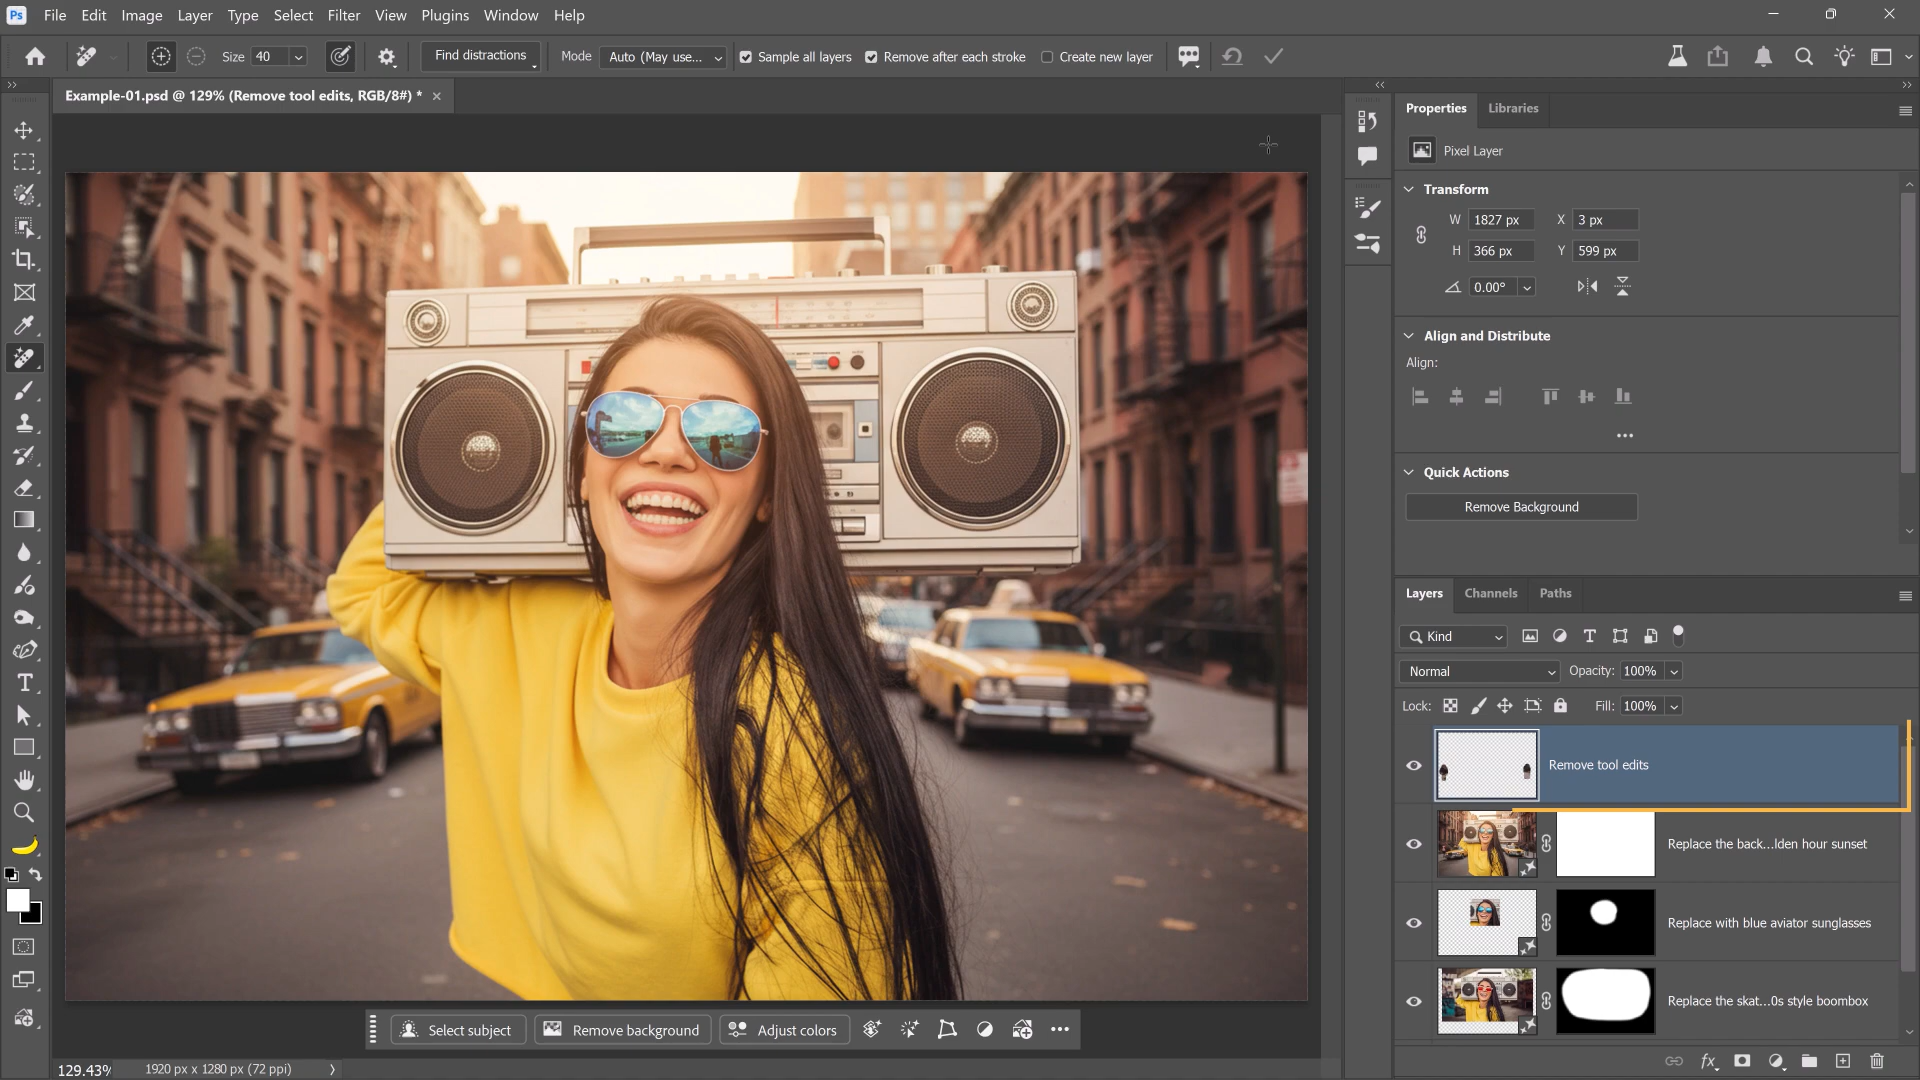 Ps File Edit Image Layer Type Select Filter View Plugins Window Help
Size 40 Find distractions Mode Auto (May use... Sample all layers Remove after each stroke Create new layer
Example-01.psd @ 129% (Remove tool edits, RGB/8#) * ×
Properties Libraries
Pixel Layer
Transform
W 1827 px X 3 px
H 366 px Y 599 px
0.00°
Align and Distribute
Align:
Quick Actions
Remove Background
Layers Channels Paths
Kind
Normal Opacity: 100%
Lock: Fill: 100%
Remove tool edits
Replace the back...lden hour sunset
Replace with blue aviator sunglasses
Replace the skat...0s style boombox
Select subject Remove background Adjust colors
129.43% 1920 px x 1280 px (72 ppi)
fx